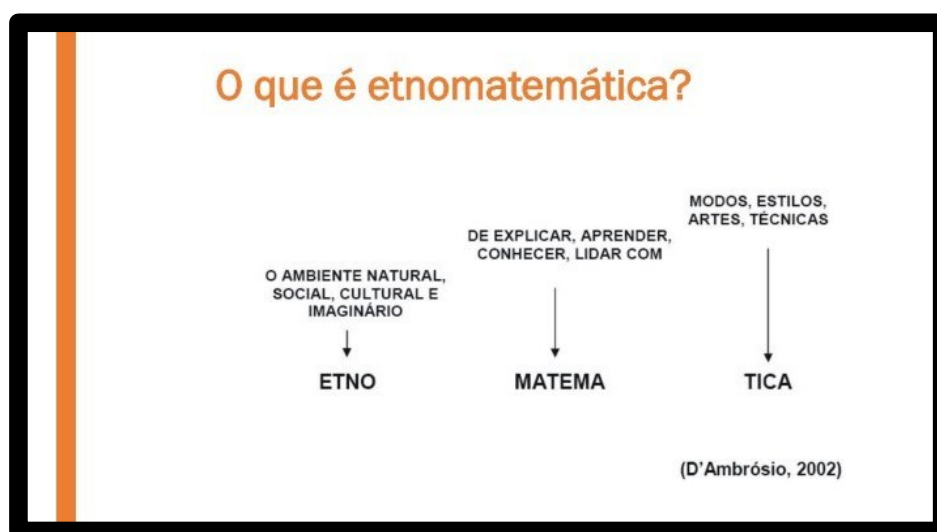 O que é etnomatemática?
MODOS, ESTILOS,
ARTES, TÉCNICAS
DE EXPLICAR, APRENDER,
CONHECER, LIDAR COM
O AMBIENTE NATURAL,
SOCIAL, CULTURAL E
IMAGINÁRIO
ETNO
MATEMA
TICA
(D'Ambrósio, 2002)